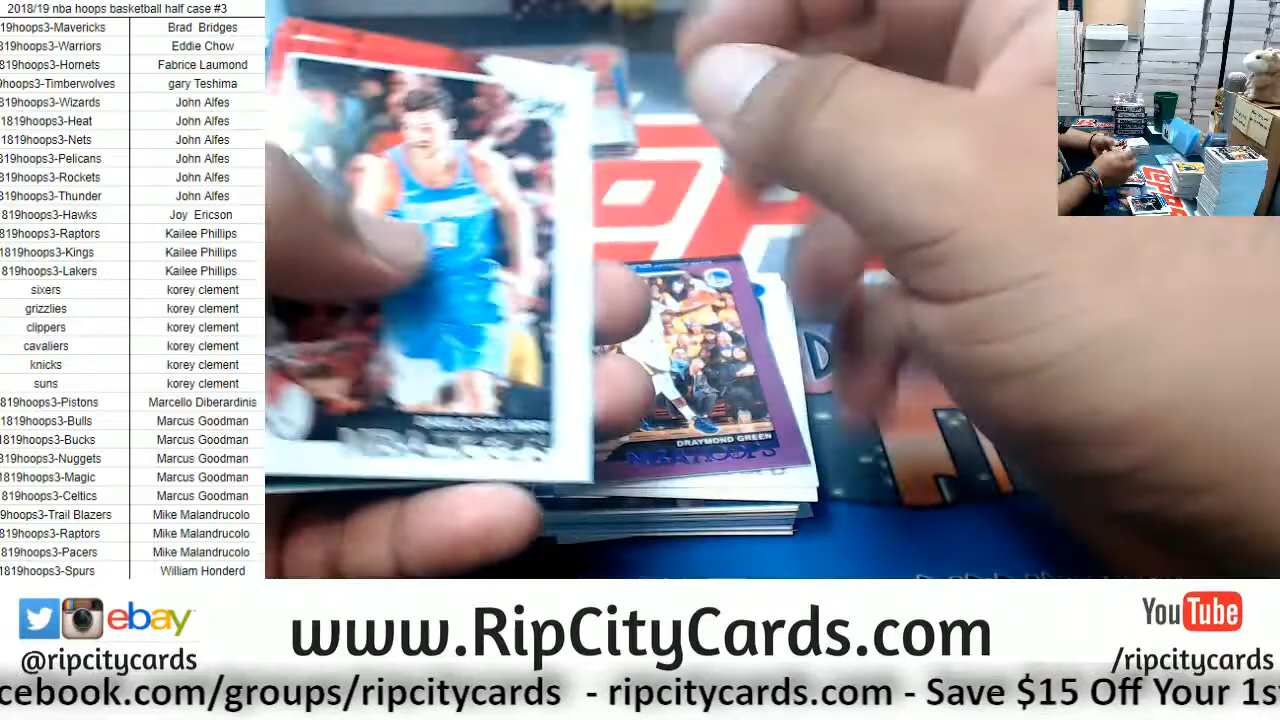 2018/19 nba hoops basketball half case #3
19hoops3-Mavericks Brad Bridges
819hoops3-Warriors Eddie Chow
819hoops3-Hornets Fabrice Laumond
9hoops3-Timberwolves gary Teshima
819hoops3-Wizards John Alfes
1819hoops3-Heat John Alfes
1819hoops3-Nets John Alfes
819hoops3-Pelicans John Alfes
819hoops3-Rockets John Alfes
819hoops3-Thunder John Alfes
819hoops3-Hawks Joy Ericson
819hoops3-Raptors Kailee Phillips
1819hoops3-Kings Kailee Phillips
819hoops3-Lakers Kailee Phillips
sixers korey clement
grizzlies korey clement
clippers korey clement
cavaliers korey clement
knicks korey clement
suns korey clement
1819hoops3-Pistons Marcello Diberardinis
1819hoops3-Bulls Marcus Goodman
1819hoops3-Bucks Marcus Goodman
819hoops3-Nuggets Marcus Goodman
1819hoops3-Magic Marcus Goodman
819hoops3-Celtics Marcus Goodman
9hoops3-Trail Blazers Mike Malandrucolo
819hoops3-Raptors Mike Malandrucolo
819hoops3-Pacers Mike Malandrucolo
1819hoops3-Spurs William Honderd
DRAYMOND GREEN
NBA HOOPS
NBA HOOPS
ebay
@ripcitycards
www.RipCityCards.com
YouTube
/ripcitycards
cebook.com/groups/ripcitycards - ripcitycards.com - Save $15 Off Your 1s